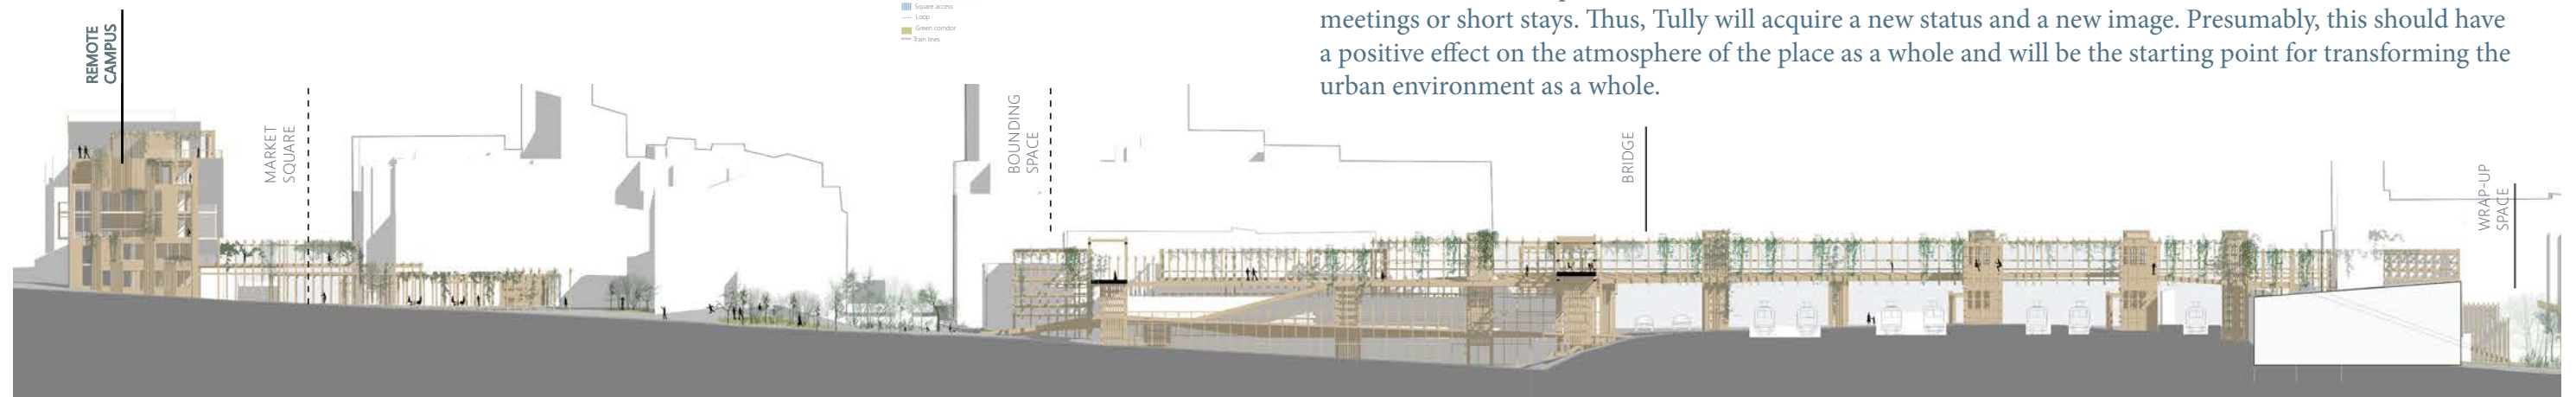 Square access
Loop
Green corridor
Train lines
meetings or short stays. Thus, Tully will acquire a new status and a new image. Presumably, this should have
a positive effect on the atmosphere of the place as a whole and will be the starting point for transforming the
urban environment as a whole.
REMOTE
CAMPUS
MARKET
SQUARE
BOUNDING
SPACE
BRIDGE
WRAP-UP
SPACE